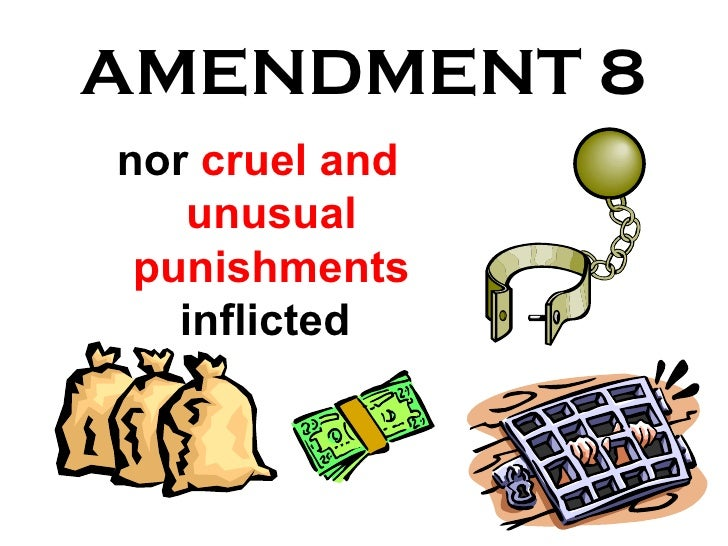 AMENDMENT 8
nor cruel and
unusual
punishments
inflicted